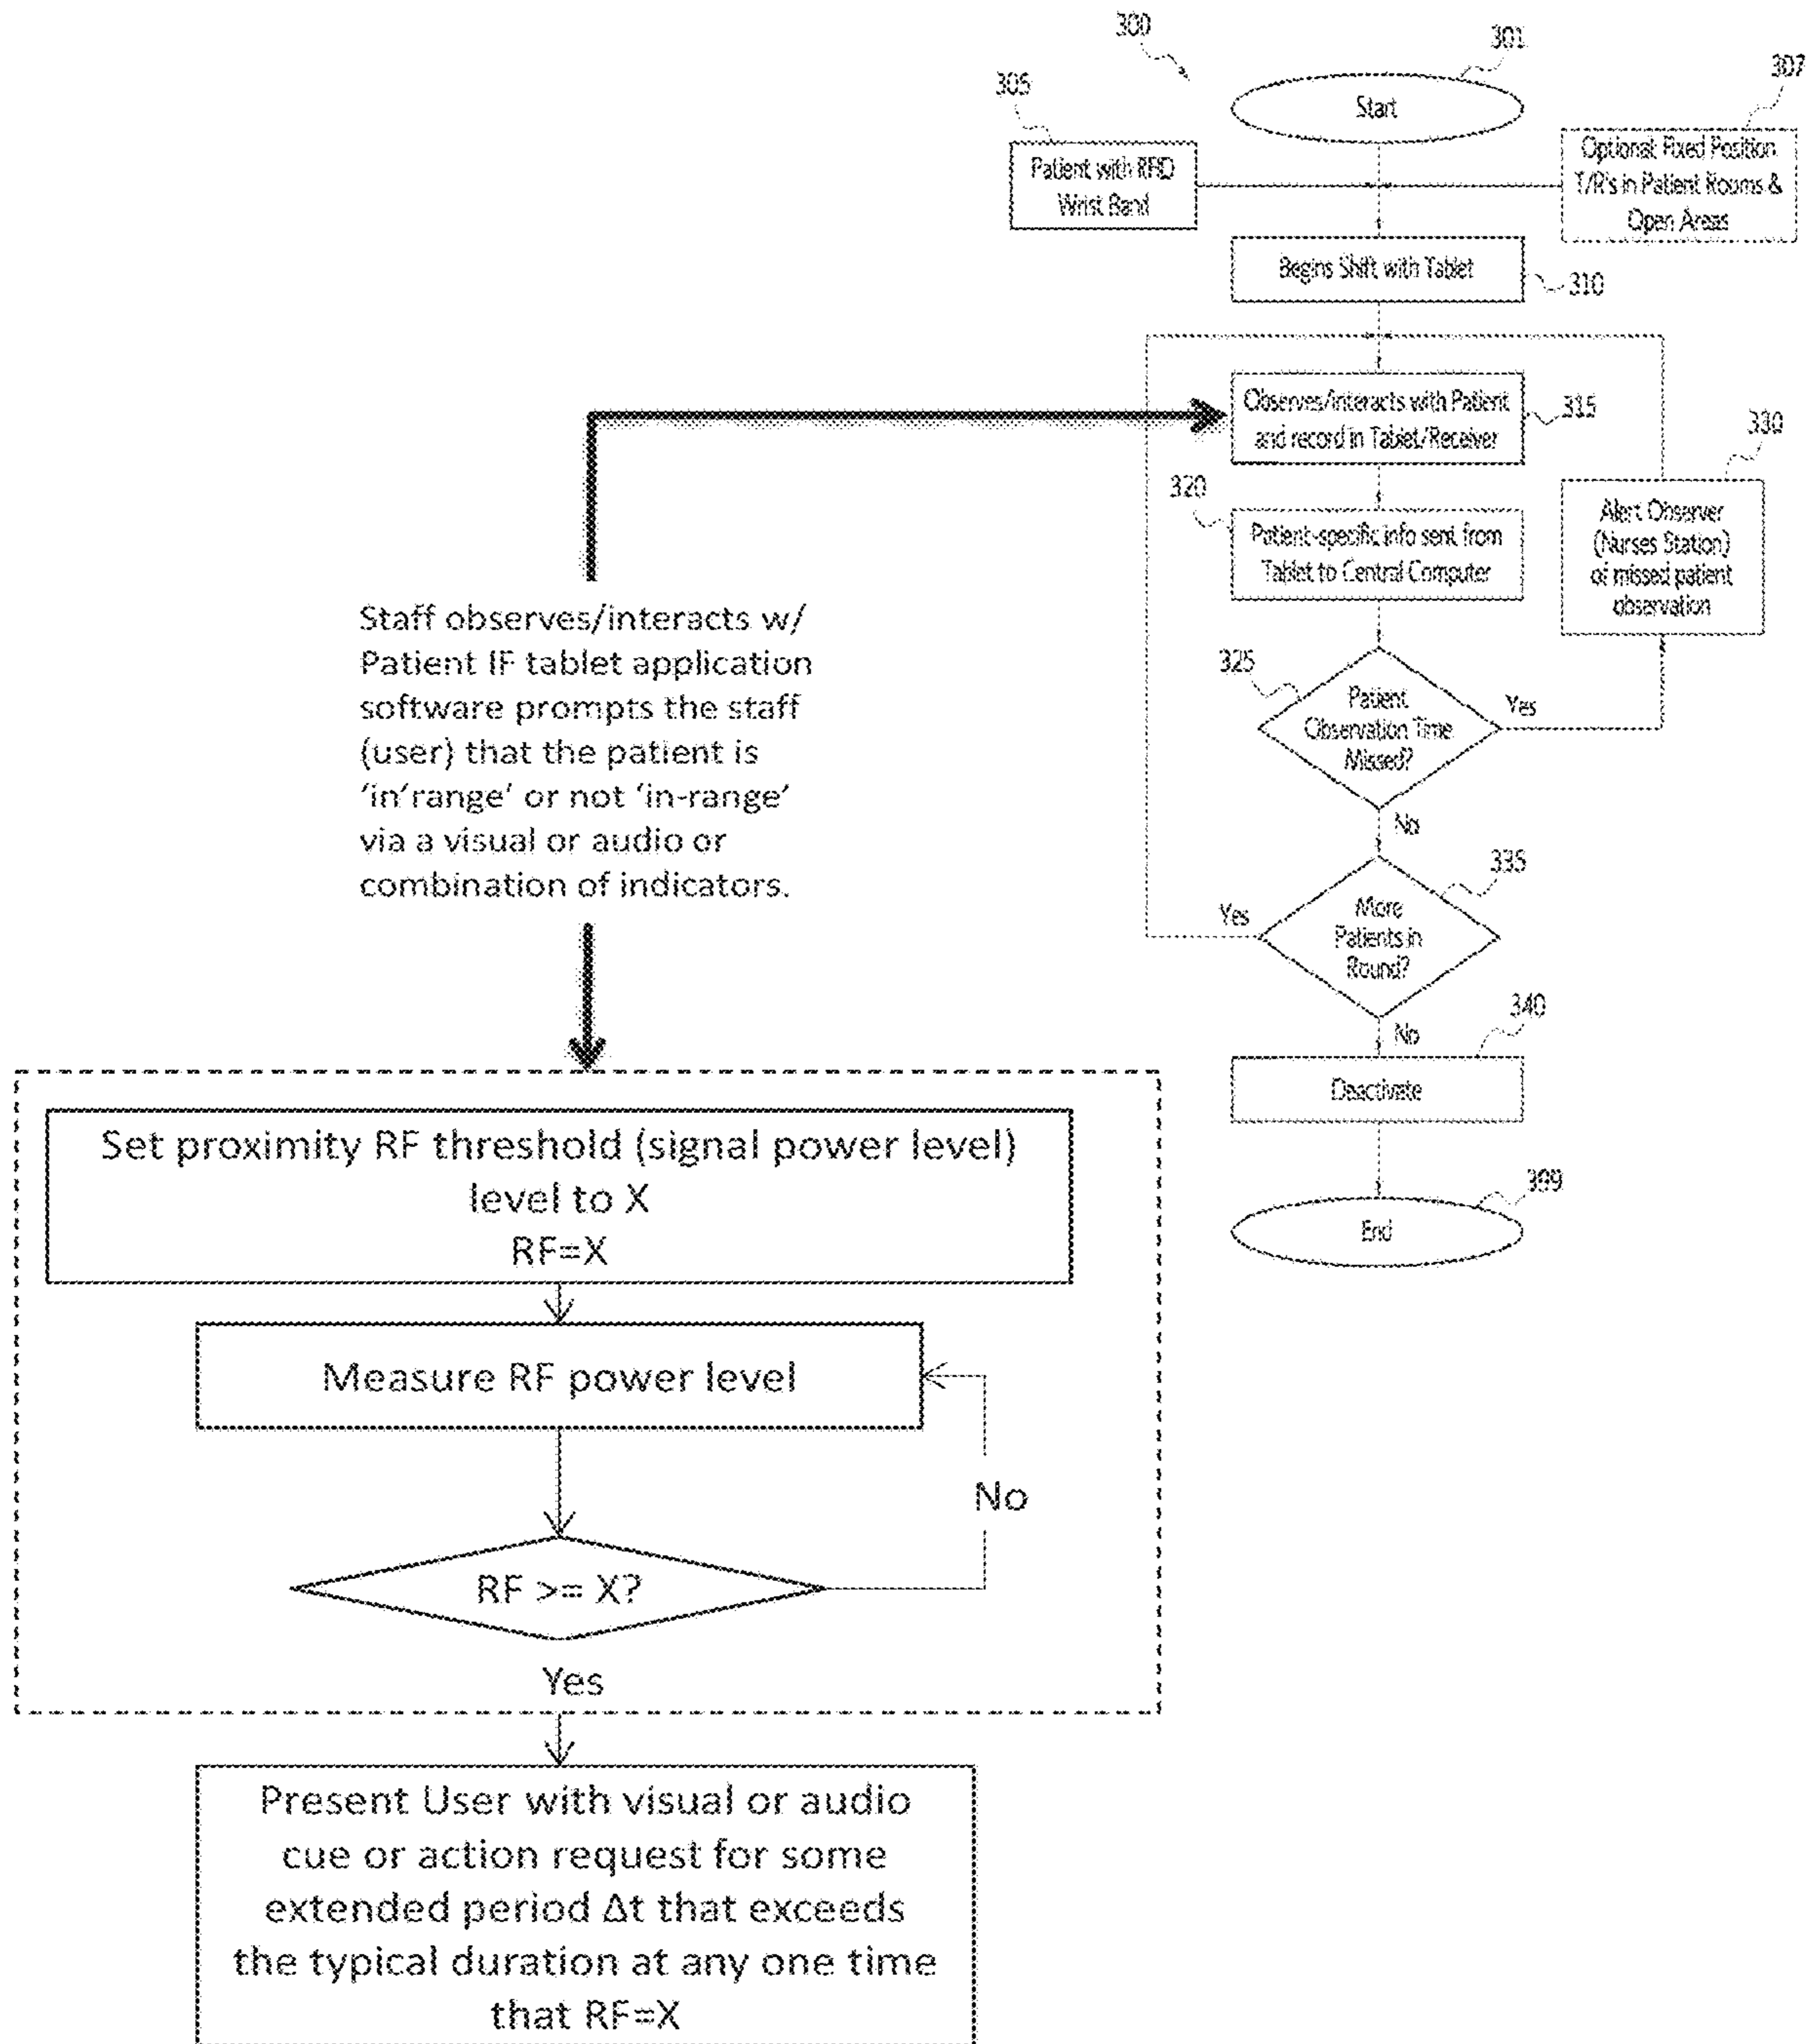 300
301
307
305
Start
Patient with RFID
Wrist Band
Optional: Fixed Position
T/R's in Patient Rooms &
Open Areas
Begins Shift with Tablet
310
Observes/interacts with Patient
and record in Tablet/Receiver
315
330
320
Patient-specific info sent from
Tablet to Central Computer
Alert Observer
(Nurses Station)
of missed patient
observation
325
Patient
Observation Time
Missed?
Yes
No
335
More
Patients in
Round?
Yes
No
340
Deactivate
399
End
Staff observes/interacts w/
Patient IF tablet application
software prompts the staff
(user) that the patient is
‘in‘range’ or not ‘in-range’
via a visual or audio or
combination of indicators.
Set proximity RF threshold (signal power level)
level to X
RF=X
Measure RF power level
No
RF >= X?
Yes
Present User with visual or audio
cue or action request for some
extended period Δt that exceeds
the typical duration at any one time
that RF=X